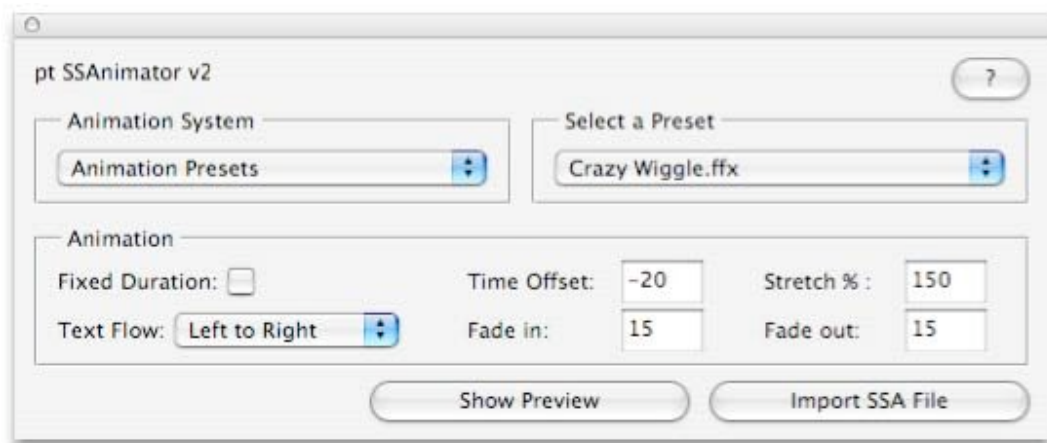 pt SSAnimator v2 ?
Animation System Select a Preset
Animation Presets Crazy Wiggle.ffx
Animation
Fixed Duration: Time Offset: -20 Stretch % : 150
Text Flow: Left to Right Fade in: 15 Fade out: 15
Show Preview Import SSA File